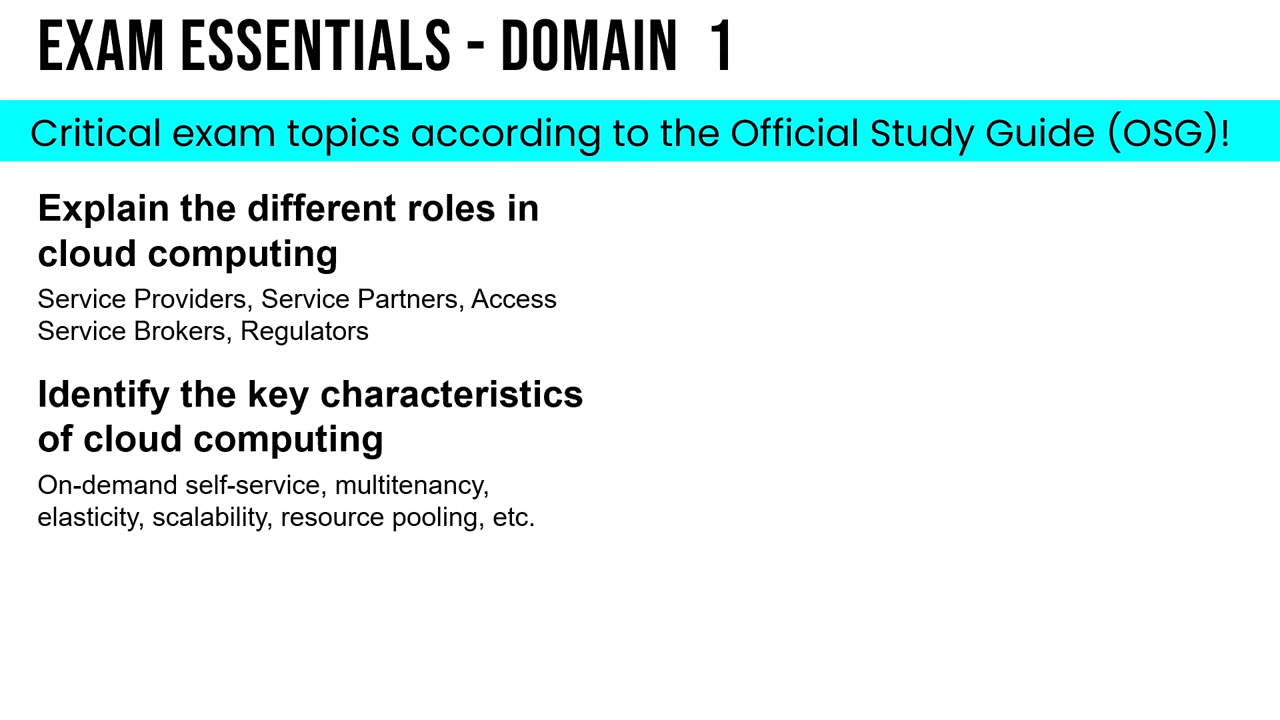 EXAM ESSENTIALS - DOMAIN 1
Critical exam topics according to the Official Study Guide (OSG)!
Explain the different roles in
cloud computing
Service Providers, Service Partners, Access
Service Brokers, Regulators
Identify the key characteristics
of cloud computing
On-demand self-service, multitenancy,
elasticity, scalability, resource pooling, etc.